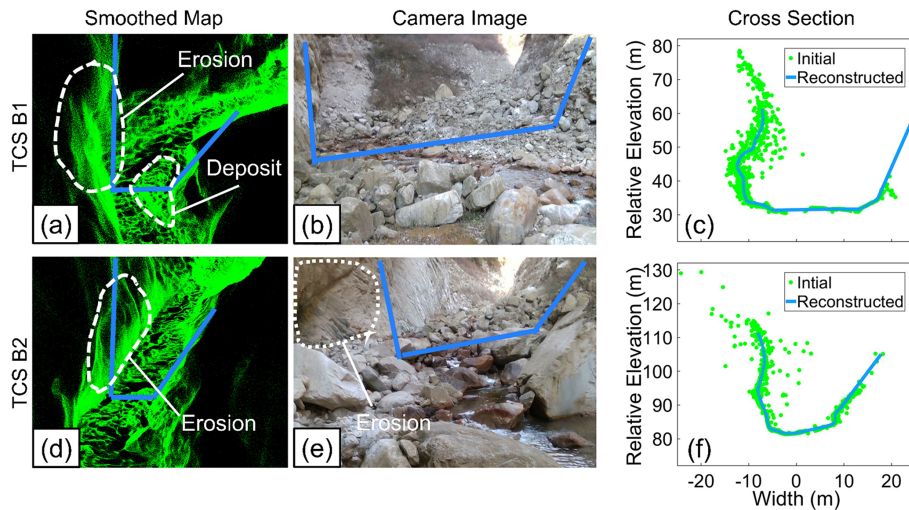 Smoothed Map
Camera Image
Cross Section
TCS B1
Erosion
Deposit
(a)
(b)
Relative Elevation (m)
80
70
60
50
40
30
Initial
Reconstructed
(c)
TCS B2
Erosion
(d)
Erosion
(e)
Relative Elevation (m)
130
120
110
100
90
80
Intial
Reconstructed
(f)
-20 -10 0 10 20
Width (m)